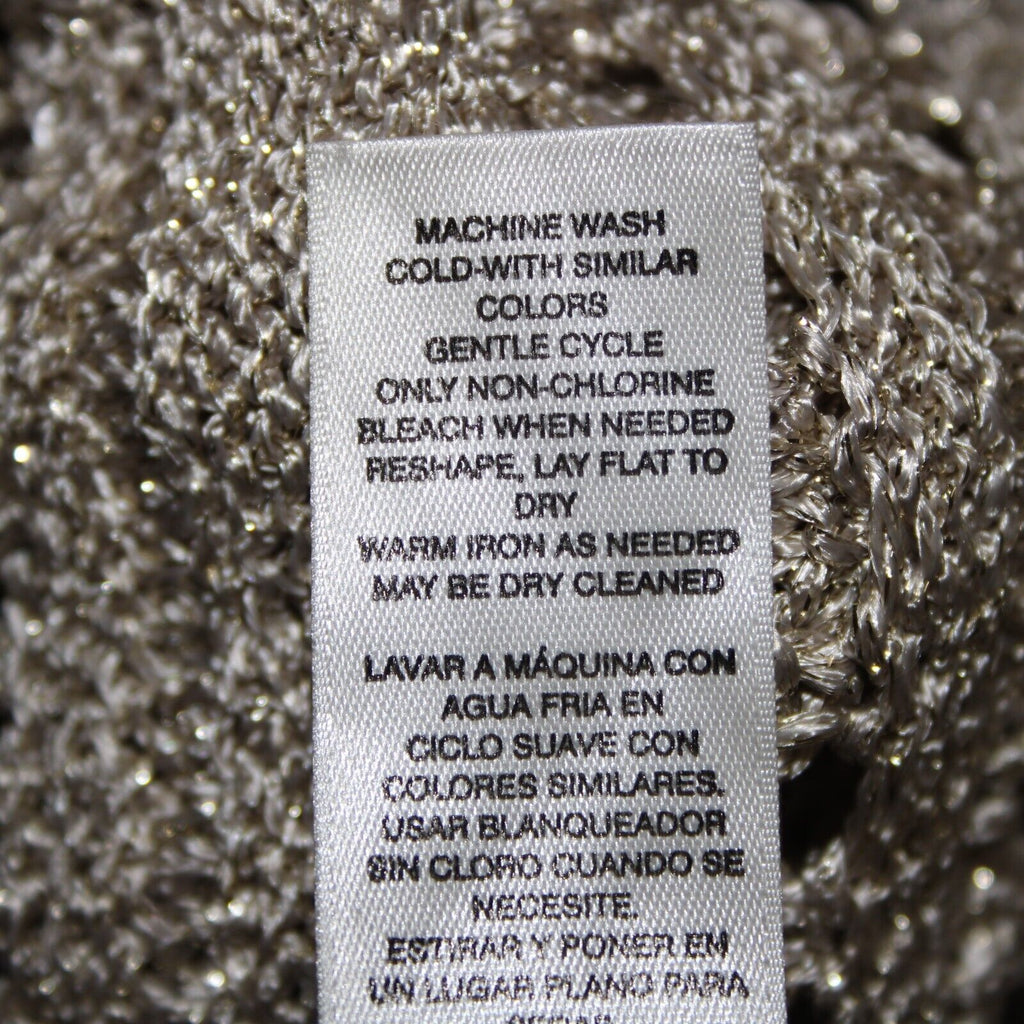 MACHINE WASH
COLD-WITH SIMILAR
COLORS
GENTLE CYCLE
ONLY NON-CHLORINE
BLEACH WHEN NEEDED
RESHAPE, LAY FLAT TO
DRY
WARM IRON AS NEEDED
MAY BE DRY CLEANED
LAVAR A MÁQUINA CON
AGUA FRIA EN
CICLO SUAVE CON
COLORES SIMILARES.
USAR BLANQUEADOR
SIN CLORO CUANDO SE
NECESITE.
ESTIRAR Y PONER EM
UN LUGAR PLANO PARA